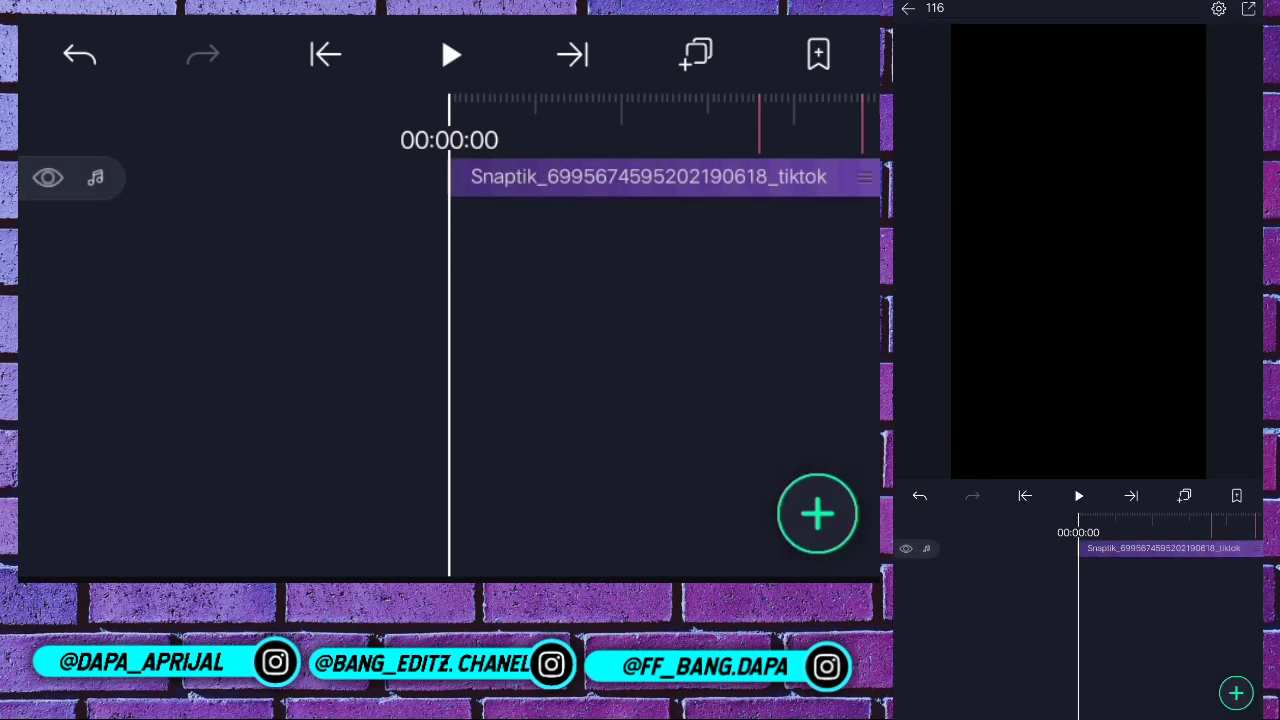 116
00:00:00
Snaptik_6995674595202190618_tiktok
00:00:00
Snaptik_6995674595202190618_tiktok
@DAPA_APRIJAL
@BANG_EDITZ. CHANEL
@FF_BANG.DAPA